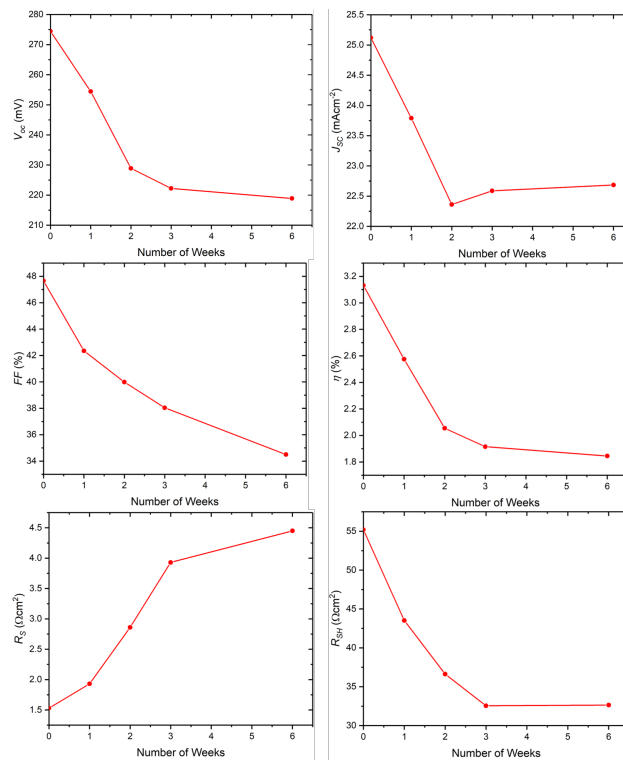 280
270
260
250
240
230
220
210
V_oc (mV)
0 1 2 3 4 5 6
Number of Weeks
25.5
25.0
24.5
24.0
23.5
23.0
22.5
22.0
J_SC (mAcm⁻²)
0 1 2 3 4 5 6
Number of Weeks
48
46
44
42
40
38
36
34
FF (%)
0 1 2 3 4 5 6
Number of Weeks
3.2
3.0
2.8
2.6
2.4
2.2
2.0
1.8
η (%)
0 1 2 3 4 5 6
Number of Weeks
4.5
4.0
3.5
3.0
2.5
2.0
1.5
R_S (Ωcm²)
0 1 2 3 4 5 6
Number of Weeks
55
50
45
40
35
30
R_SH (Ωcm²)
0 1 2 3 4 5 6
Number of Weeks